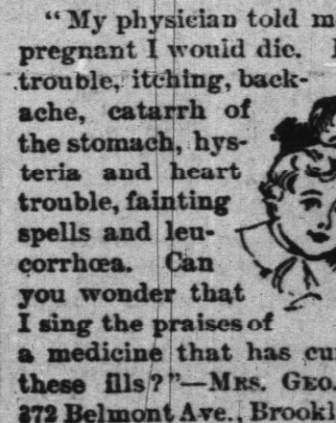 “My physician told m
pregnant I would die.
trouble, itching, back-
ache, catarrh of
the stomach, hys-
teria and heart
trouble, fainting
spells and leu-
corrhœa. Can
you wonder that
I sing the praises of
a medicine that has cu
these ills?”—MRS. GEO.
372 Belmont Ave., Brookl